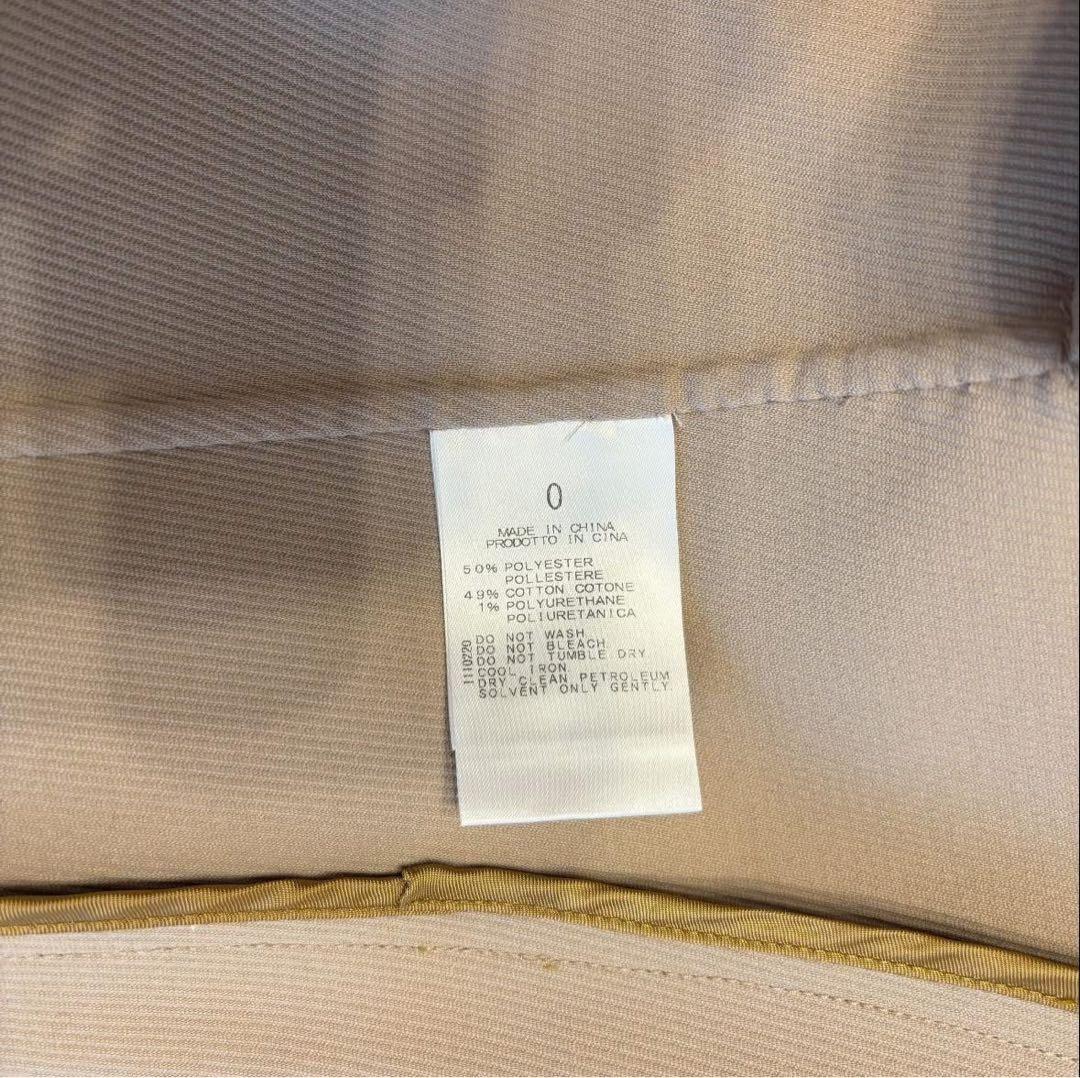 0
MADE IN CHINA
PRODOTTO IN CINA
50% POLYESTER
POLLESTERE
49% COTTON COTONE
1% POLYURETHANE
POLIURETANICA
1110220
DO NOT WASH.
DO NOT BLEACH.
DO NOT TUMBLE DRY.
COOL IRON.
DRY CLEAN PETROLEUM
SOLVENT ONLY GENTLY.